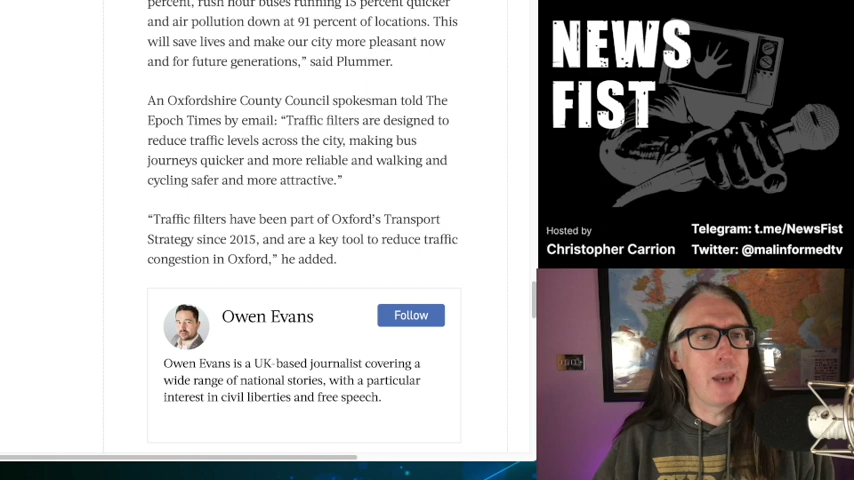 percent, rush hour buses running 15 percent quicker
and air pollution down at 91 percent of locations. This
will save lives and make our city more pleasant now
and for future generations,” said Plummer.
An Oxfordshire County Council spokesman told The
Epoch Times by email: “Traffic filters are designed to
reduce traffic levels across the city, making bus
journeys quicker and more reliable and walking and
cycling safer and more attractive.”
“Traffic filters have been part of Oxford’s Transport
Strategy since 2015, and are a key tool to reduce traffic
congestion in Oxford,” he added.
Owen Evans
Follow
Owen Evans is a UK-based journalist covering a
wide range of national stories, with a particular
interest in civil liberties and free speech.
NEWS
FIST
Hosted by
Christopher Carrion
Telegram: t.me/NewsFist
Twitter: @malinformedtv